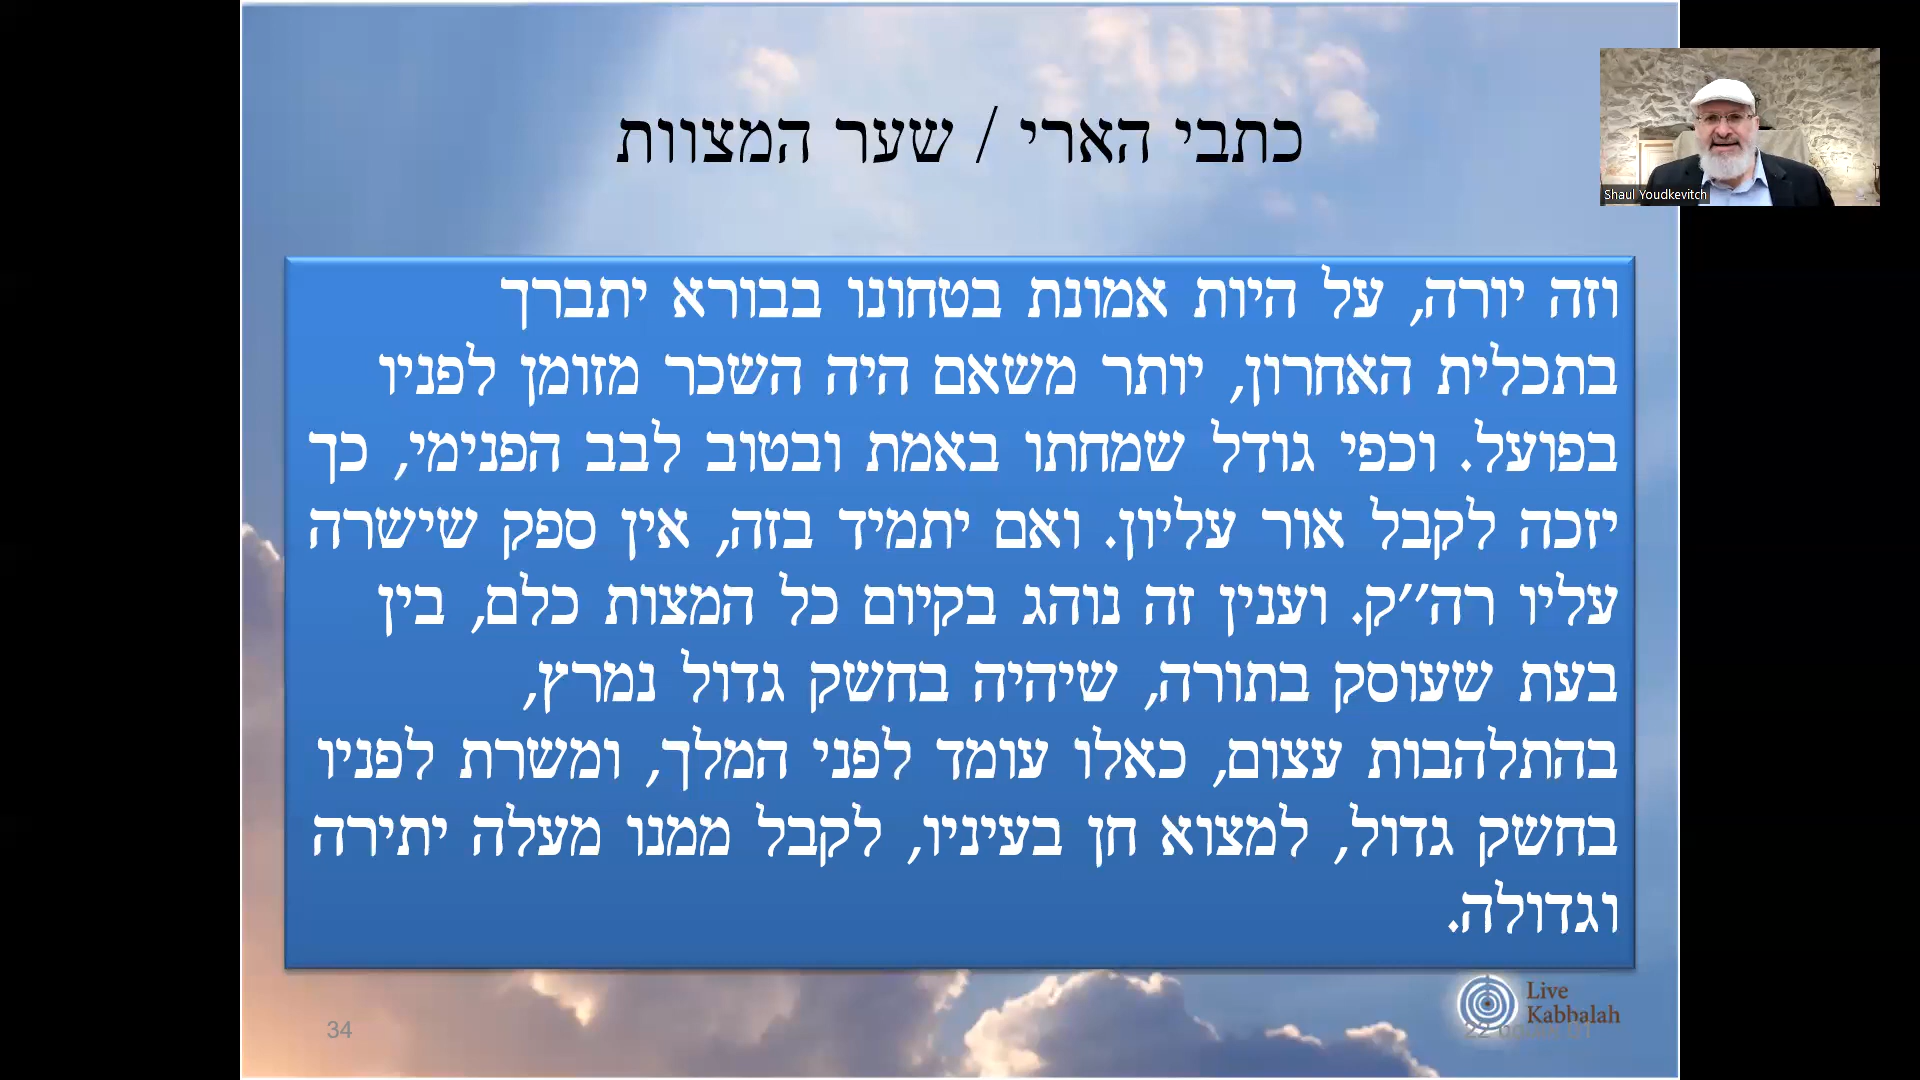 כתבי הארי / שער המצוות
Shaul Youdkevitch
וזה יורה, על היות אמונת בטחונו בבורא יתברך
בתכלית האחרון, יותר משאם היה השכר מזומן לפניו
בפועל. וכפי גודל שמחתו באמת ובטוב לבב הפנימי, כך
יזכה לקבל אור עליון. ואם יתמיד בזה, אין ספק שישרה
עליו רה״ק. וענין זה נוהג בקיום כל המצות כלם, בין
בעת שעוסק בתורה, שיהיה בחשק גדול נמרץ,
בהתלהבות עצום, כאלו עומד לפני המלך, ומשרת לפניו
בחשק גדול, למצוא חן בעיניו, לקבל ממנו מעלה יתירה
וגדולה.
Live
Kabbalah
34